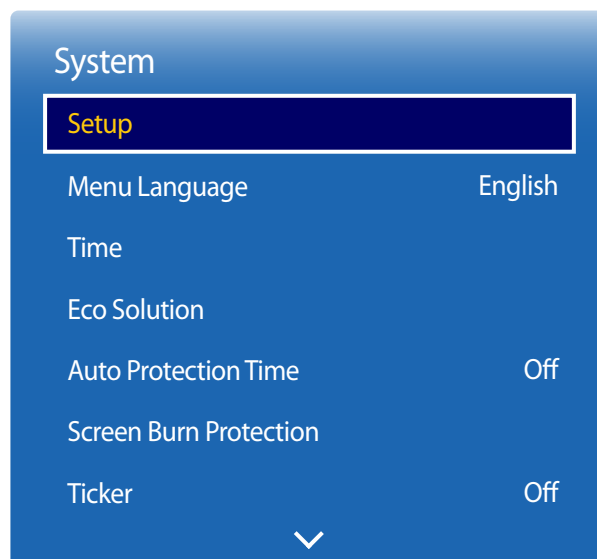 System
Setup
Menu Language English
Time
Eco Solution
Auto Protection Time Off
Screen Burn Protection
Ticker Off